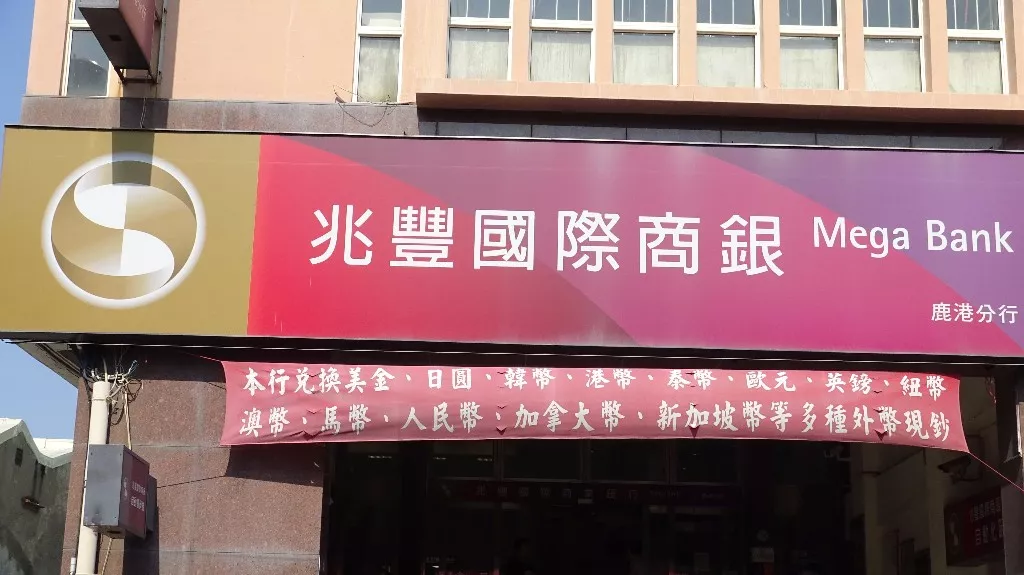 兆豐國際商銀 Mega Bank
鹿港分行
本行兌換美金、日圓、韓幣、港幣、泰幣、歐元、英鎊、紐幣
澳幣、馬幣、人民幣、加拿大幣、新加坡幣等多種外幣現鈔